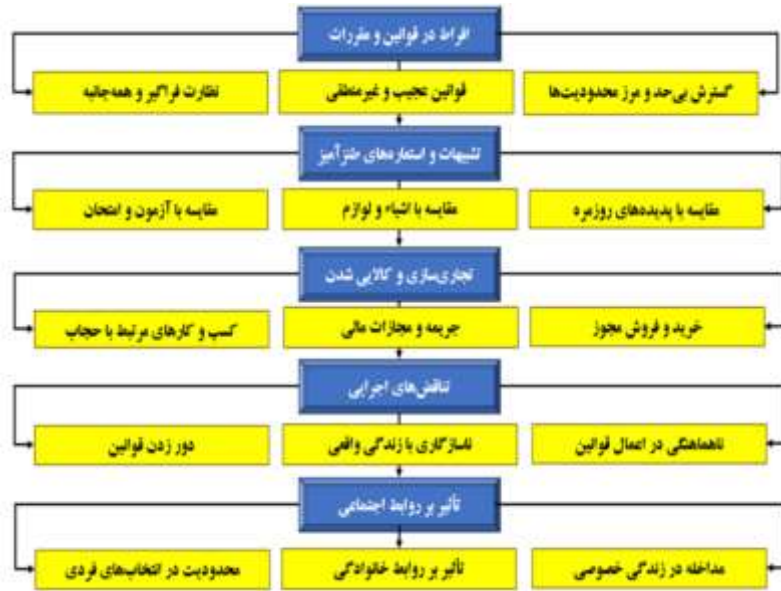 افراط در قوانین و مقررات
گسترش بی‌حد و مرز محدودیت‌ها
قوانین عجیب و غیرمنطقی
نظارت فراگیر و همه‌جانبه
تشبیهات و استعاره‌های طنزآمیز
مقایسه با پدیده‌های روزمره
مقایسه با اشیاء و لوازم
مقایسه با آزمون و امتحان
تجاری‌سازی و کالایی شدن
خرید و فروش مجوز
جریمه و مجازات مالی
کسب و کارهای مرتبط با حجاب
تناقض‌های اجرایی
ناهماهنگی در اعمال قوانین
ناسازگاری با زندگی واقعی
دور زدن قوانین
تأثیر بر روابط اجتماعی
مداخله در زندگی خصوصی
تأثیر بر روابط خانوادگی
محدودیت در انتخاب‌های فردی